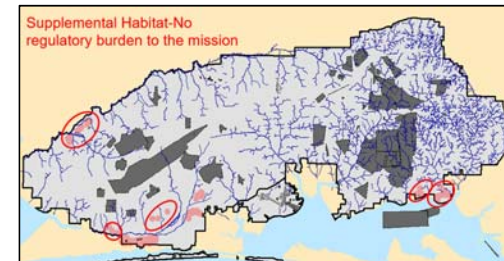 Supplemental Habitat-No
regulatory burden to the mission